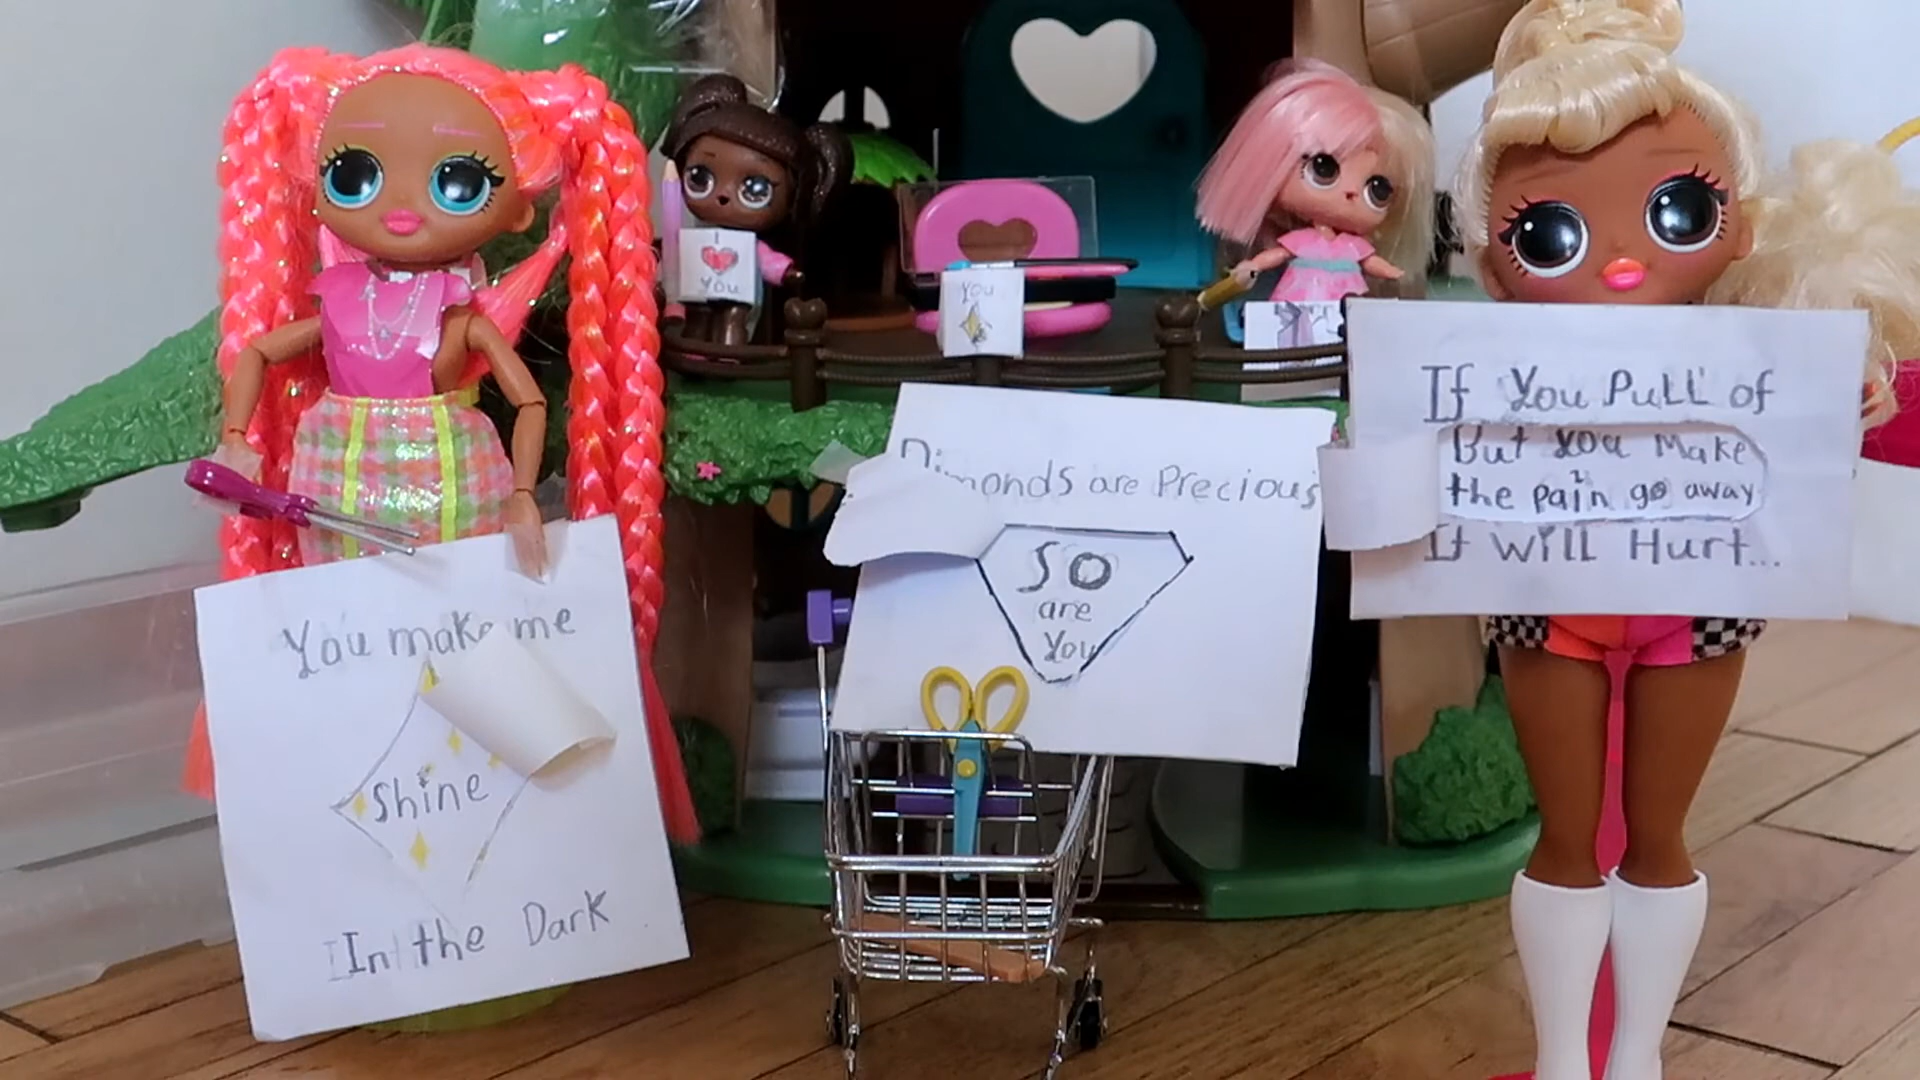 I
You
You
You make me
Shine
In the Dark
Dimonds are Precious
SO
are
You
If You Pull of
But you Make
the pain go away
It Will Hurt...